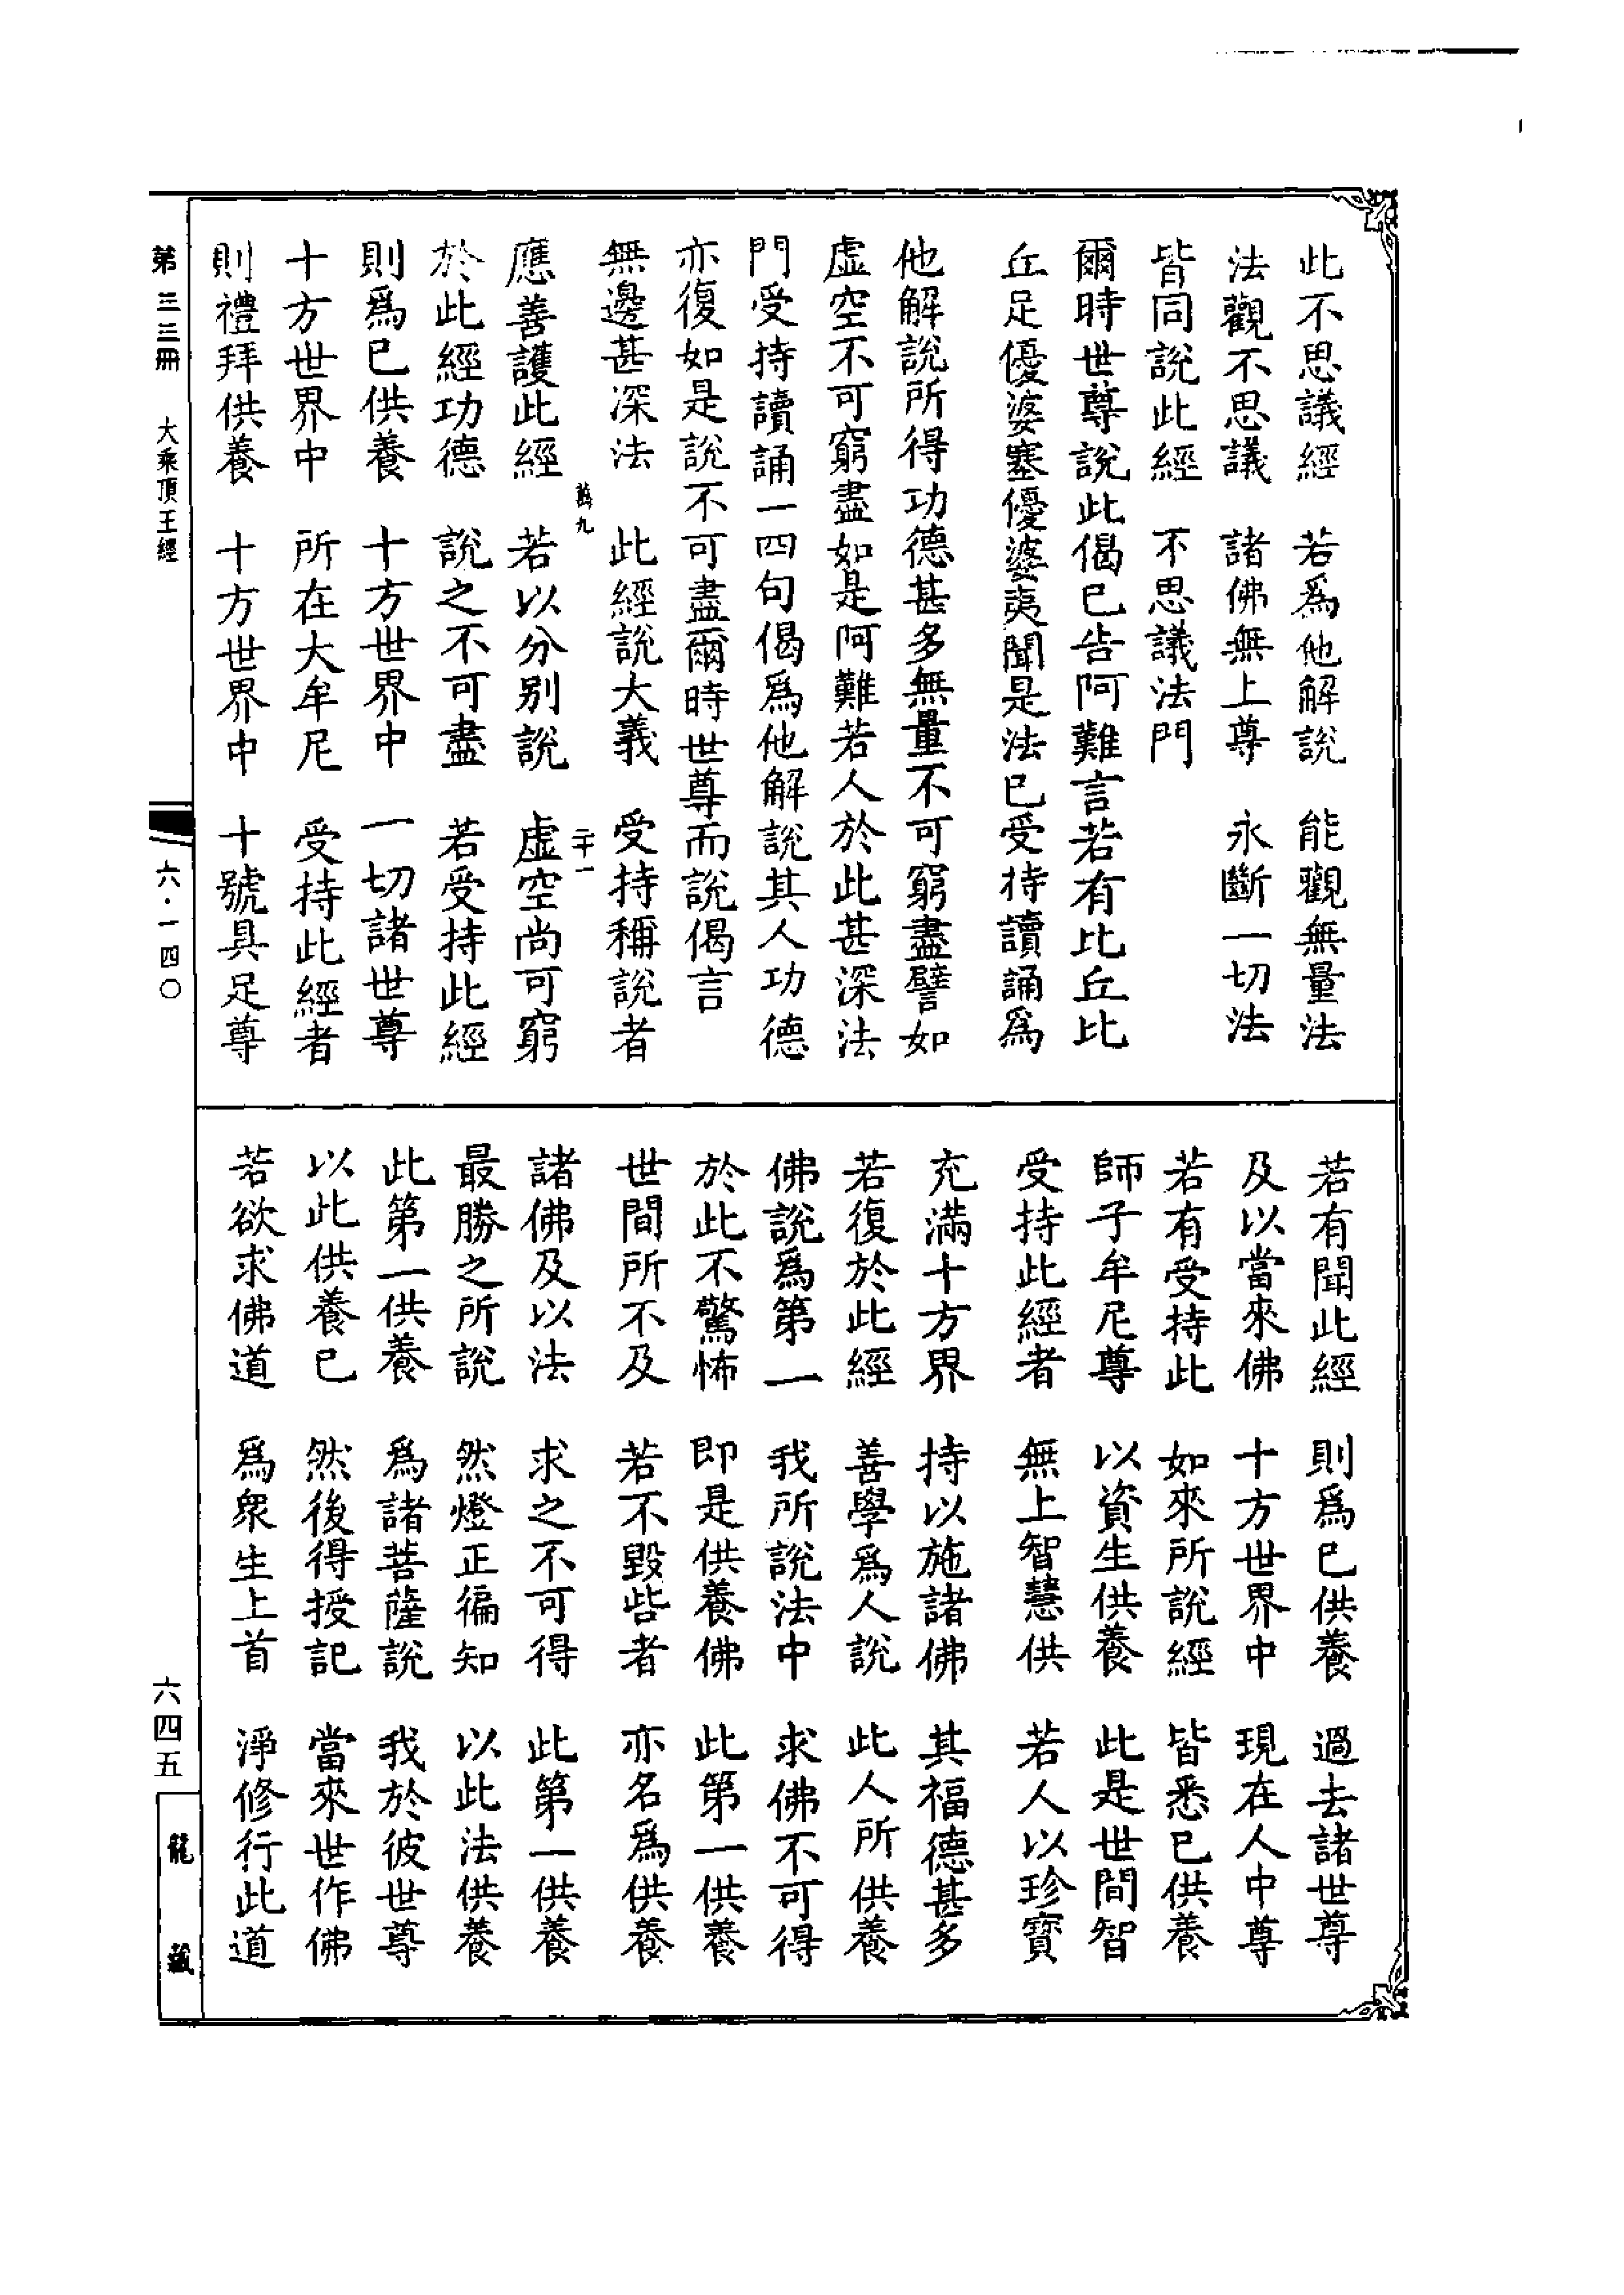 此不思議經　若爲他解說　能觀無量法
法觀不思議　諸佛無上尊　永斷一切法
皆同說此經　不思議法門
爾時世尊說此偈已告阿難言若有比丘比
丘足優婆塞優婆夷聞是法已受持讀誦爲
他解說所得功德甚多無量不可窮盡譬如
虛空不可窮盡如是阿難若人於此甚深法
門受持讀誦一四句偈爲他解說其人功德
亦復如是說不可盡爾時世尊而說偈言
無邊甚深法　此經說大義　受持稱說者
萬九　二十一
應善護此經　若以分別說　虛空尚可窮
於此經功德　說之不可盡　若受持此經
則爲已供養　十方世界中　一切諸世尊
十方世界中　所在大牟尼　受持此經者
則禮拜供養　十方世界中　十號具足尊
若有聞此經　則爲已供養　過去諸世尊
及以當來佛　十方世界中　現在人中尊
若有受持此　如來所說經　皆悉已供養
師子牟尼尊　以資生供養　此是世間智
受持此經者　無上智慧供　若人以珍寶
充滿十方界　持以施諸佛　其福德甚多
若復於此經　善學爲人說　此人所供養
佛說爲第一　我所說法中　求佛不可得
於此不驚怖　即是供養佛　此第一供養
世間所不及　若不毀呰者　亦名爲供養
諸佛及以法　求之不可得　此第一供養
最勝之所說　然燈正徧知　以此法供養
此第一供養　爲諸菩薩說　我於彼世尊
以此供養已　然後得授記　當來世作佛
若欲求佛道　爲衆生上首　淨修行此道
第三三冊　大乘頂王經
六·一四〇
六四五
龍藏